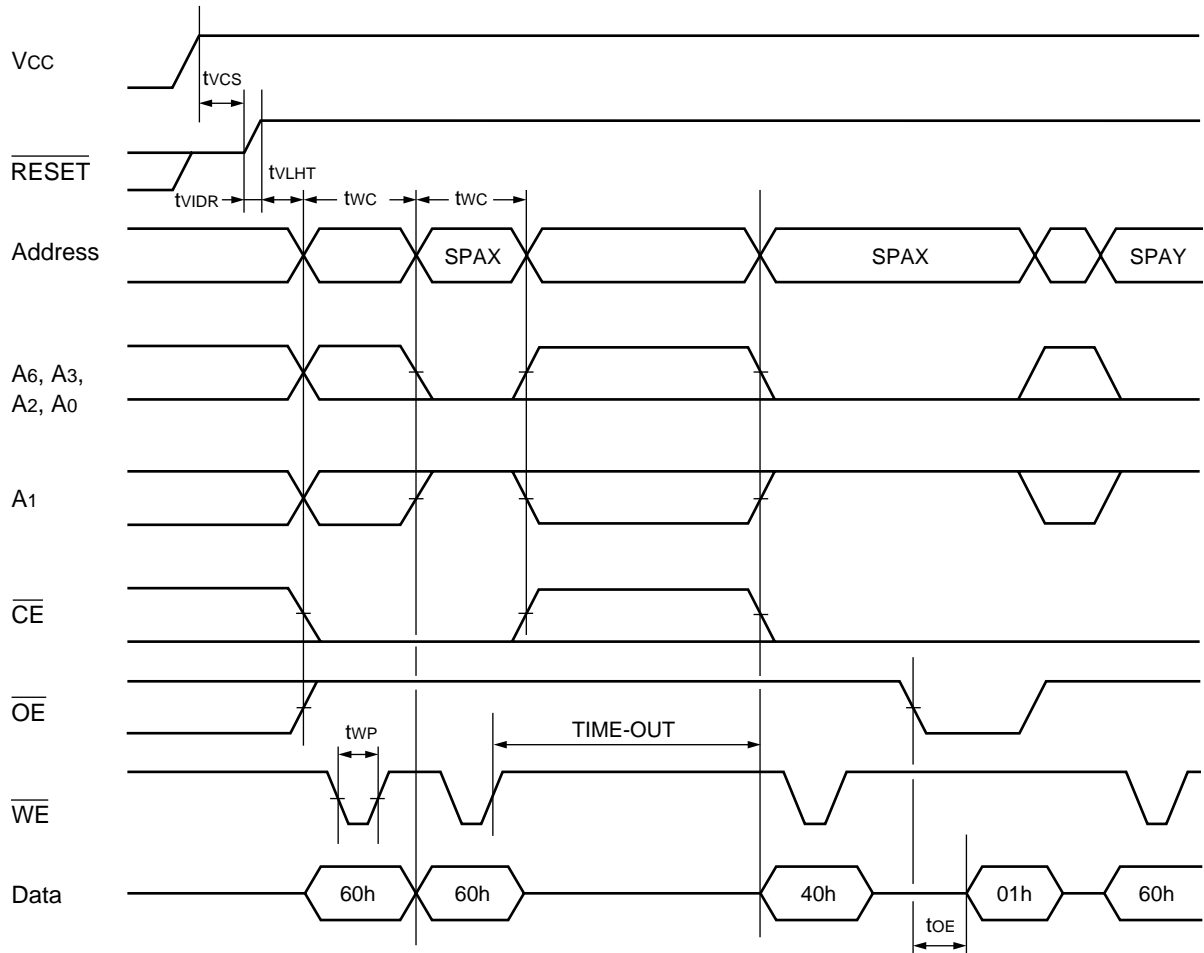 VCC
tVCS
RESET
tVLHT
tVIDR
tWC
tWC
Address
SPAX
SPAX
SPAY
A6, A3,
A2, A0
A1
CE
OE
tWP
TIME-OUT
WE
Data
60h
60h
40h
01h
60h
tOE